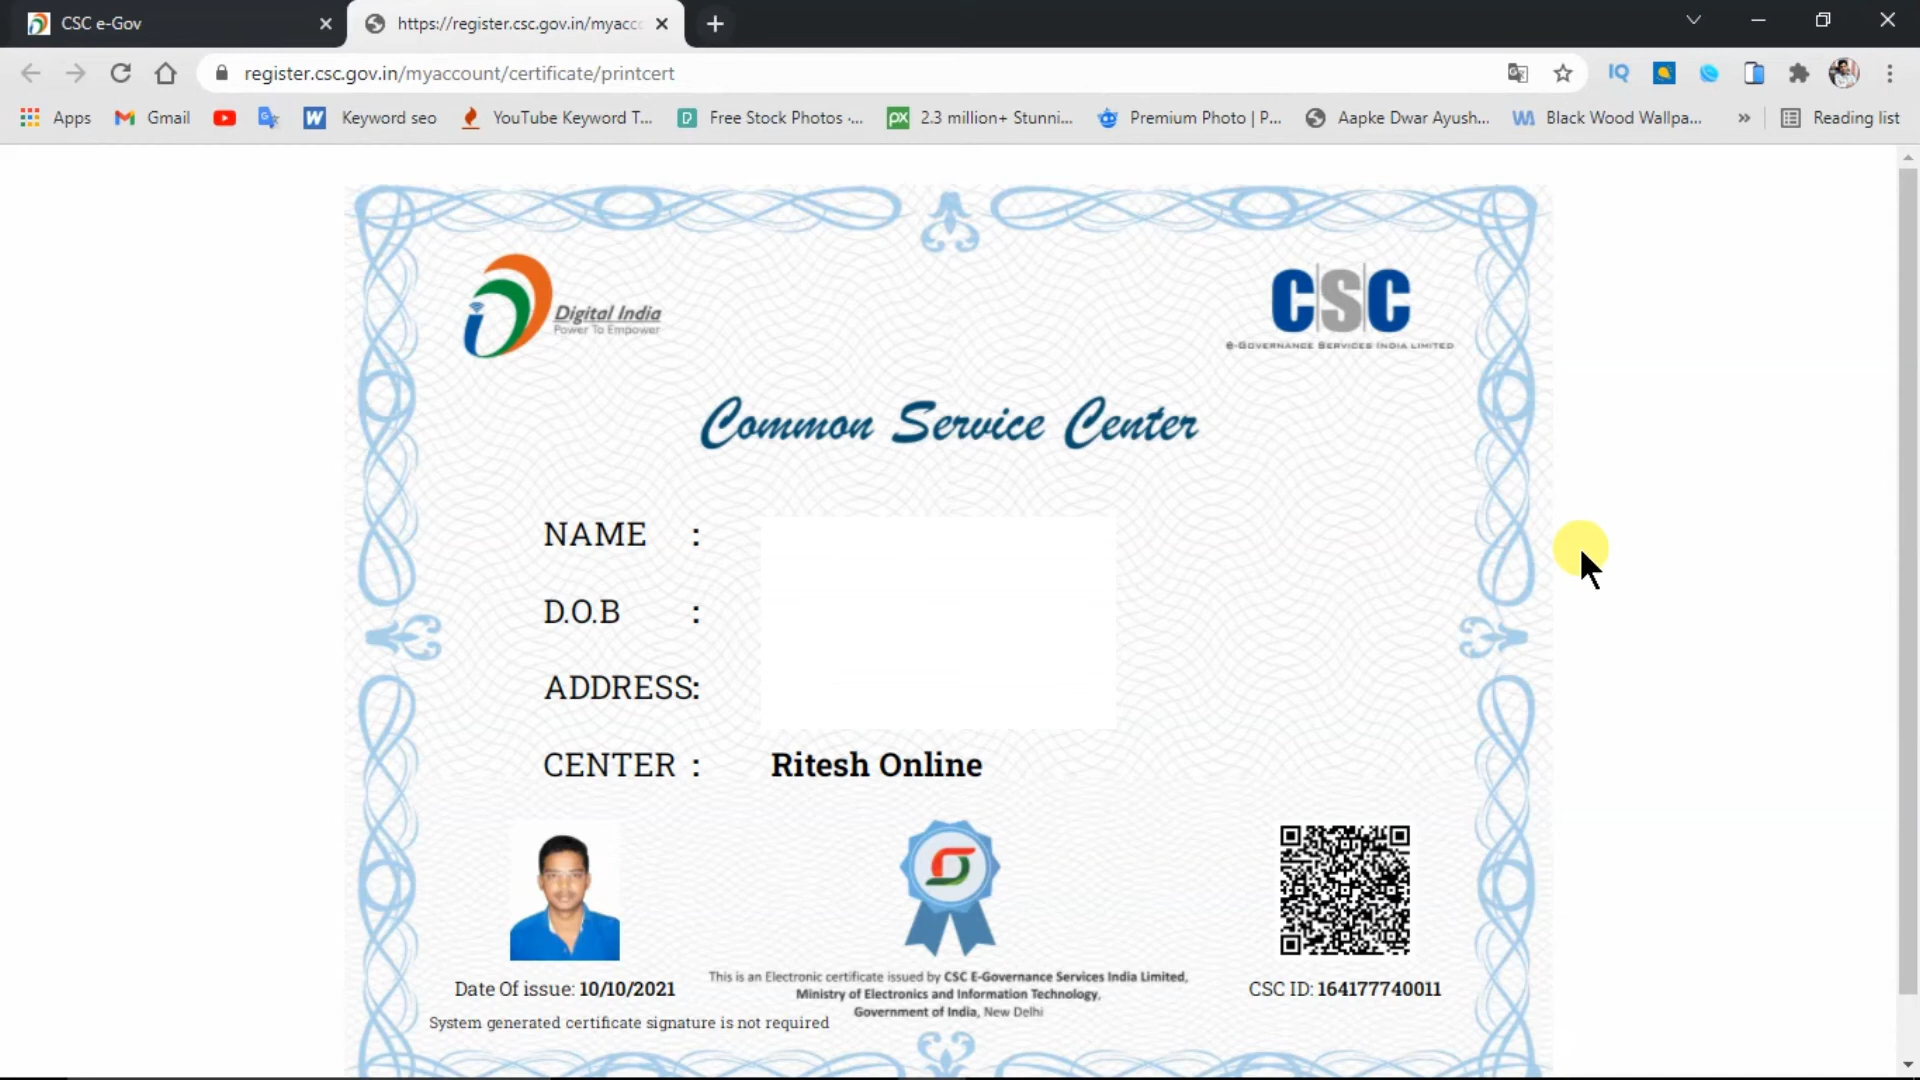 CSC e-Gov
https://register.csc.gov.in/myacc
register.csc.gov.in/myaccount/certificate/printcert
IQ
Apps
Gmail
W
Keyword seo
YouTube Keyword T...
Free Stock Photos ·...
px
2.3 million+ Stunni...
Premium Photo | P...
Aapke Dwar Ayush...
Black Wood Wallpa...
»
Reading list
Digital India
Power To Empower
CSC
e-Governance Services India Limited
Common Service Center
NAME :
D.O.B :
ADDRESS:
CENTER : Ritesh Online
This is an Electronic certificate issued by CSC E-Governance Services India Limited,
Ministry of Electronics and Information Technology,
Government of India, New Delhi
Date Of issue: 10/10/2021
CSC ID: 164177740011
System generated certificate signature is not required